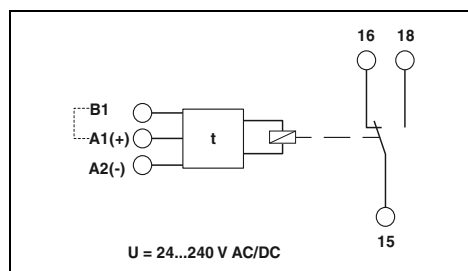 16 18
B1
A1(+)
t
A2(-)
15
U = 24...240 V AC/DC